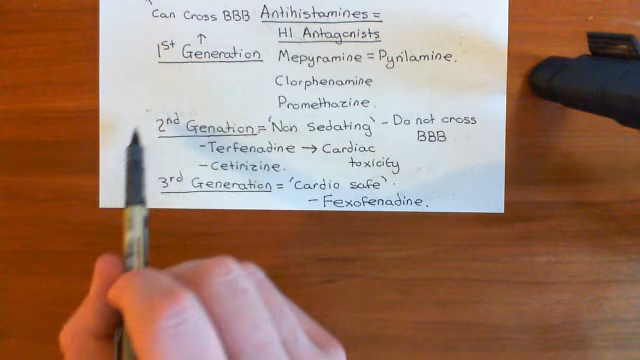 Can Cross BBB Antihistamines =
H1 Antagonists
1st Generation Mepyramine = Pyrilamine.
Clorphenamine
Promethazine.
2nd Genation = 'Non Sedating' - Do not cross
BBB
- Terfenadine → Cardiac
toxicity
- Cetirizine.
3rd Generation = 'Cardio safe'.
- Fexofenadine.